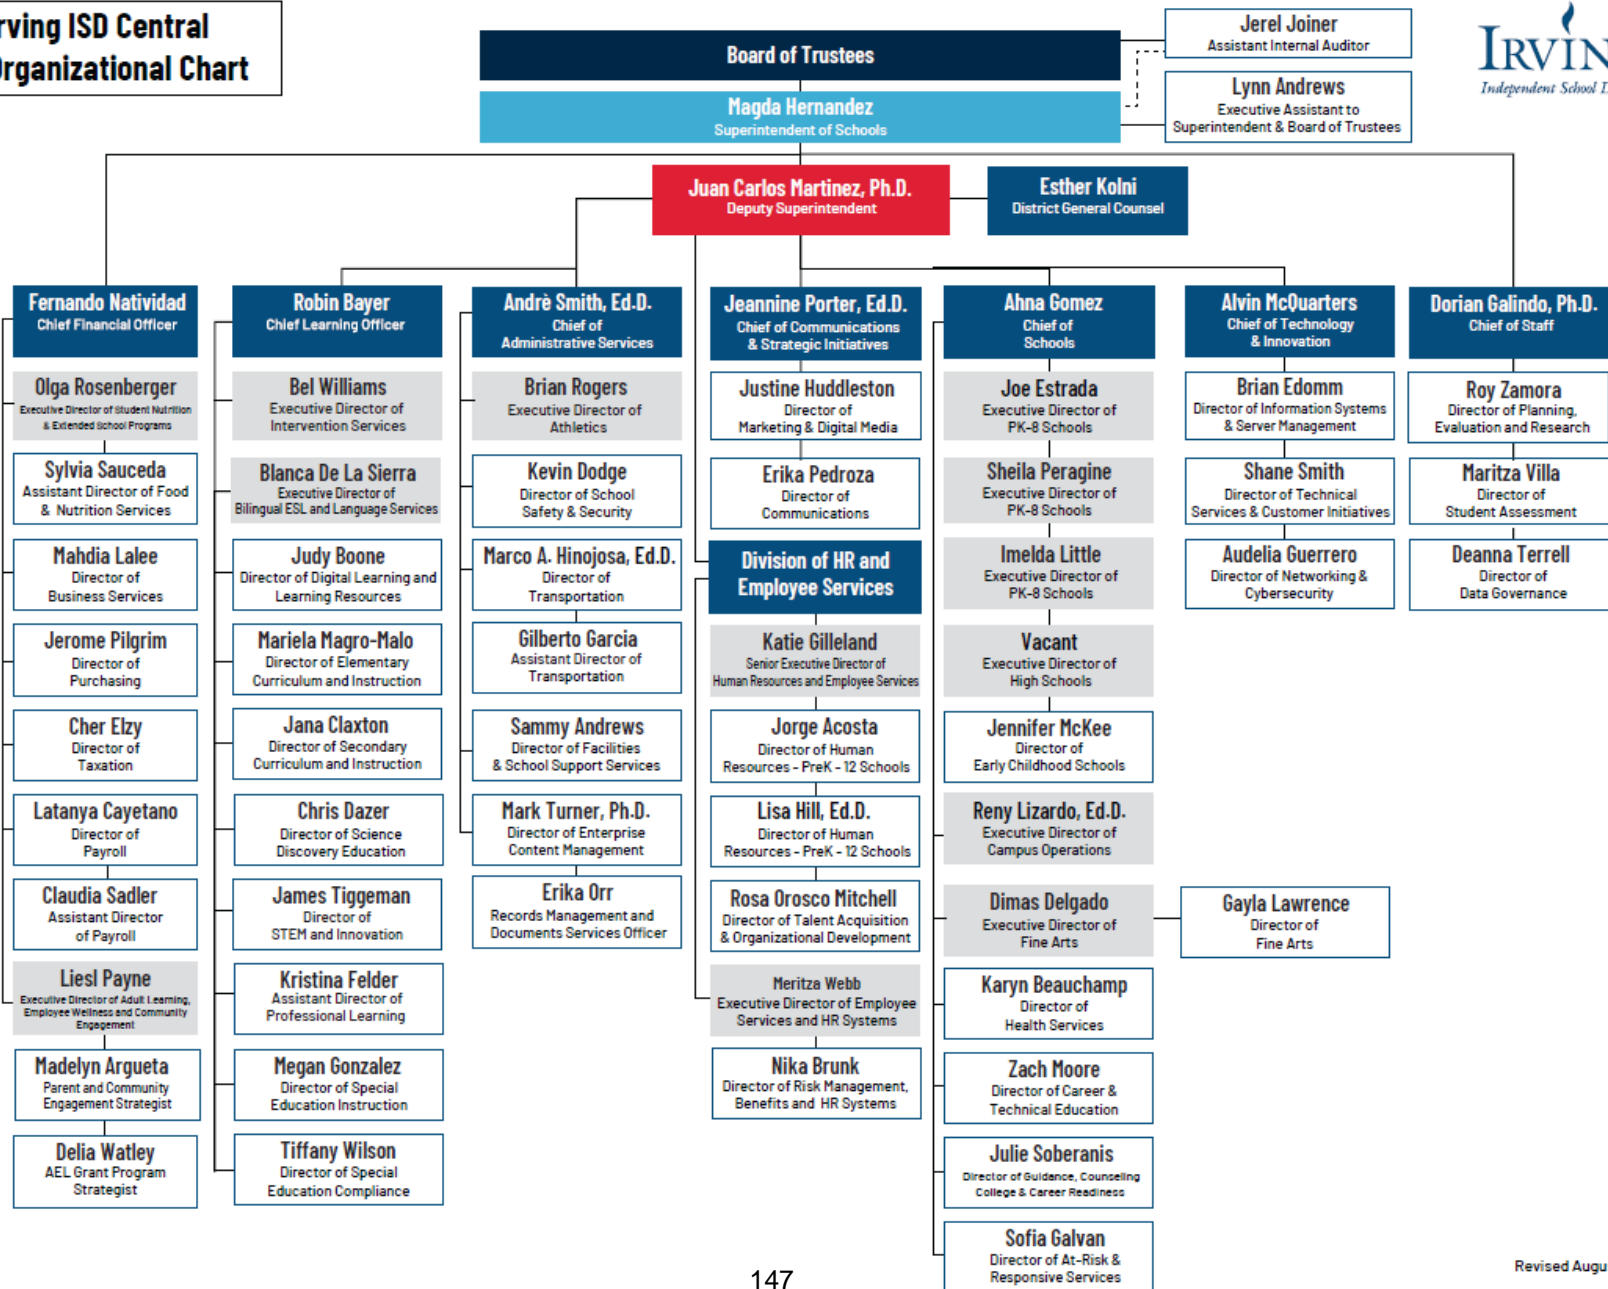 rving ISD Central
Organizational Chart
Board of Trustees
Magda Hernandez
Superintendent of Schools
Jerel Joiner
Assistant Internal Auditor
Lynn Andrews
Executive Assistant to
Superintendent & Board of Trustees
IRVIN
Independent School
Juan Carlos Martinez, Ph.D.
Deputy Superintendent
Esther Kolni
District General Counsel
Fernando Natividad
Chief Financial Officer
Olga Rosenberger
Executive Director of Student Nutrition
& Extended School Programs
Sylvia Sauceda
Assistant Director of Food
& Nutrition Services
Mahdia Lalee
Director of
Business Services
Jerome Pilgrim
Director of
Purchasing
Cher Elzy
Director of
Taxation
Latanya Cayetano
Director of
Payroll
Claudia Sadler
Assistant Director
of Payroll
Liesl Payne
Executive Director of Adult Learning,
Employee Wellness and Community
Engagement
Madelyn Argueta
Parent and Community
Engagement Strategist
Delia Watley
AEL Grant Program
Strategist
Robin Bayer
Chief Learning Officer
Bel Williams
Executive Director of
Intervention Services
Blanca De La Sierra
Executive Director of
Bilingual ESL and Language Services
Judy Boone
Director of Digital Learning and
Learning Resources
Mariela Magro-Malo
Director of Elementary
Curriculum and Instruction
Jana Claxton
Director of Secondary
Curriculum and Instruction
Chris Dazer
Director of Science
Discovery Education
James Tiggeman
Director of
STEM and Innovation
Kristina Felder
Assistant Director of
Professional Learning
Megan Gonzalez
Director of Special
Education Instruction
Tiffany Wilson
Director of Special
Education Compliance
Andrè Smith, Ed.D.
Chief of
Administrative Services
Brian Rogers
Executive Director of
Athletics
Kevin Dodge
Director of School
Safety & Security
Marco A. Hinojosa, Ed.D.
Director of
Transportation
Gilberto Garcia
Assistant Director of
Transportation
Sammy Andrews
Director of Facilities
& School Support Services
Mark Turner, Ph.D.
Director of Enterprise
Content Management
Erika Orr
Records Management and
Documents Services Officer
Jeannine Porter, Ed.D.
Chief of Communications
& Strategic Initiatives
Justine Huddleston
Director of
Marketing & Digital Media
Erika Pedroza
Director of
Communications
Division of HR and
Employee Services
Katie Gilleland
Senior Executive Director of
Human Resources and Employee Services
Jorge Acosta
Director of Human
Resources - PreK - 12 Schools
Lisa Hill, Ed.D.
Director of Human
Resources - PreK - 12 Schools
Rosa Orosco Mitchell
Director of Talent Acquisition
& Organizational Development
Meritza Webb
Executive Director of Employee
Services and HR Systems
Nika Brunk
Director of Risk Management,
Benefits and HR Systems
Ahna Gomez
Chief of
Schools
Joe Estrada
Executive Director of
PK-8 Schools
Sheila Peragine
Executive Director of
PK-8 Schools
Imelda Little
Executive Director of
PK-8 Schools
Vacant
Executive Director of
High Schools
Jennifer McKee
Director of
Early Childhood Schools
Reny Lizardo, Ed.D.
Executive Director of
Campus Operations
Dimas Delgado
Executive Director of
Fine Arts
Gayla Lawrence
Director of
Fine Arts
Karyn Beauchamp
Director of
Health Services
Zach Moore
Director of Career &
Technical Education
Julie Soberanis
Director of Guidance, Counseling
College & Career Readiness
Sofia Galvan
Director of At-Risk &
Responsive Services
Alvin McQuarters
Chief of Technology
& Innovation
Brian Edomm
Director of Information Systems
& Server Management
Shane Smith
Director of Technical
Services & Customer Initiatives
Audelia Guerrero
Director of Networking &
Cybersecurity
Dorian Galindo, Ph.D.
Chief of Staff
Roy Zamora
Director of Planning,
Evaluation and Research
Maritza Villa
Director of
Student Assessment
Deanna Terrell
Director of
Data Governance
147
Revised Augu